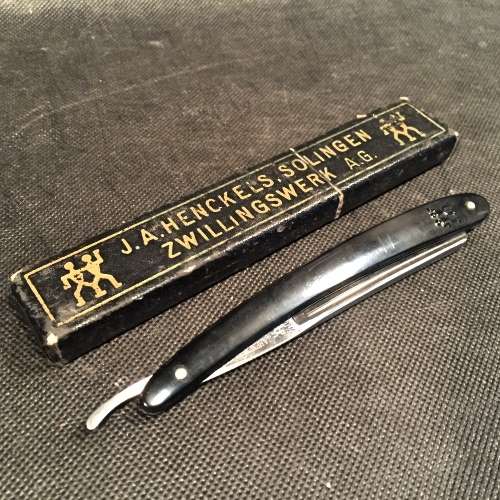 J.A.HENCKELS, SOLINGEN
ZWILLINGSWERK A.G.